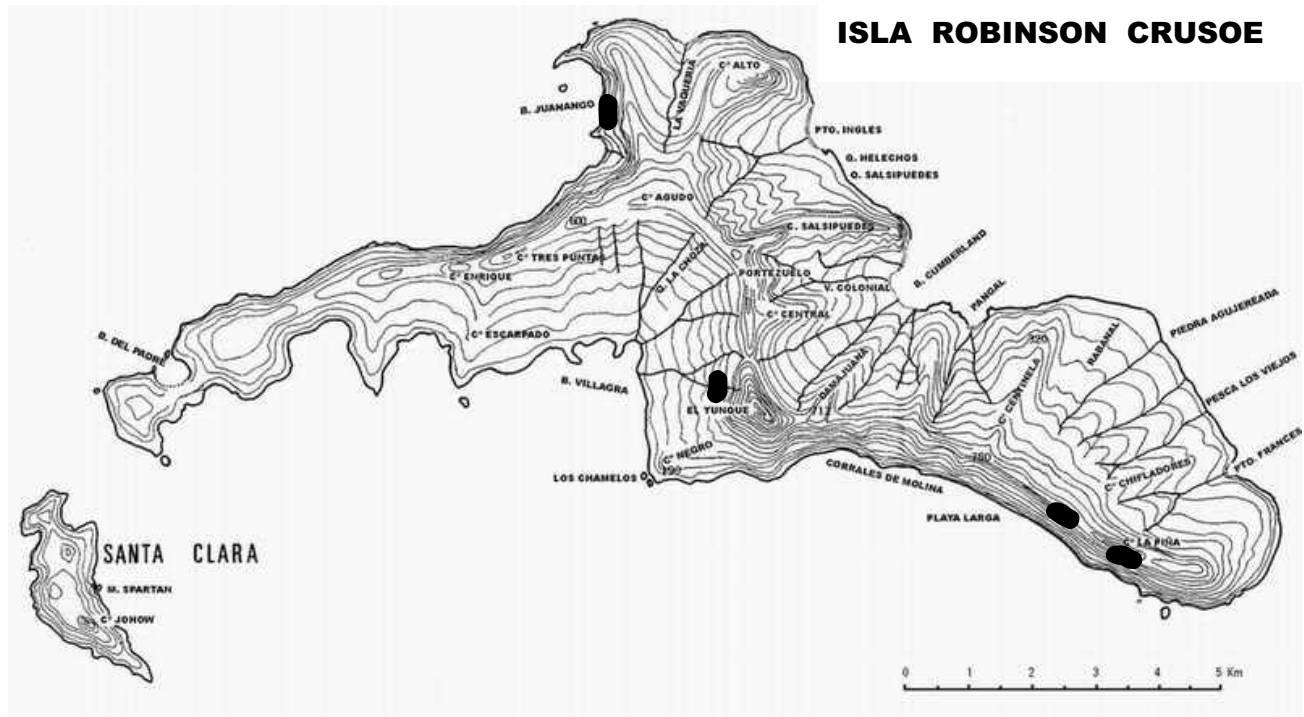 ISLA ROBINSON CRUSOE
Cº ALTO
LA VAQUERIA
B. JUANANGO
PTO. INGLES
Q. HELECHOS
Q. SALSIPUEDES
Cº AGUDO
600
C. SALSIPUEDES
B. CUMBERLAND
Cº TRES PUNTAS
Q. LA CHOZA
Cº ENRIQUE
PORTEZUELO
V. COLONIAL
PANGAL
PIEDRA AGUJEREADA
Cº CENTRAL
Cº ESCARPADO
B. DEL PADRE
320
RABANAL
DAMAJUANA
Cº CENTINELA
PESCA LOS VIEJOS
B. VILLAGRA
EL YUNQUE
712
Cº NEGRO
PTO. FRANCES
CORRALES DE MOLINA
Cº CHIFLADORES
LOS CHAMELOS
PLAYA LARGA
Cº LA PIÑA
SANTA CLARA
M. SPARTAN
Cº JOHOW
0 1 2 3 4 5 Km